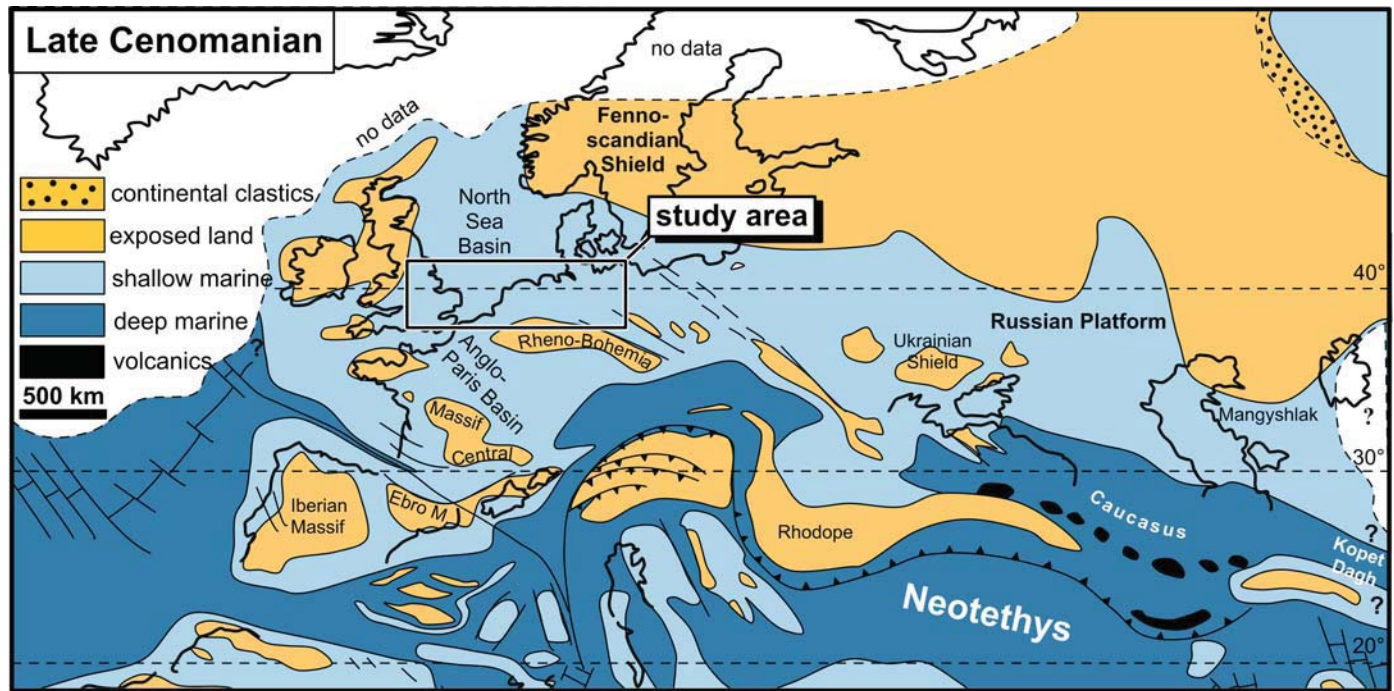 Late Cenomanian
no data
no data
Fenno-
scandian
Shield
continental clastics
exposed land
shallow marine
deep marine
volcanics
500 km
North
Sea
Basin
study area
40°
Russian Platform
Ukrainian
Shield
Rheno-Bohemia
Anglo-
Paris Basin
?
Mangyshlak
?
Massif
Central
30°
Iberian
Massif
Ebro M.
Rhodope
Caucasus
?
Kopet
Dagh
?
Neotethys
20°